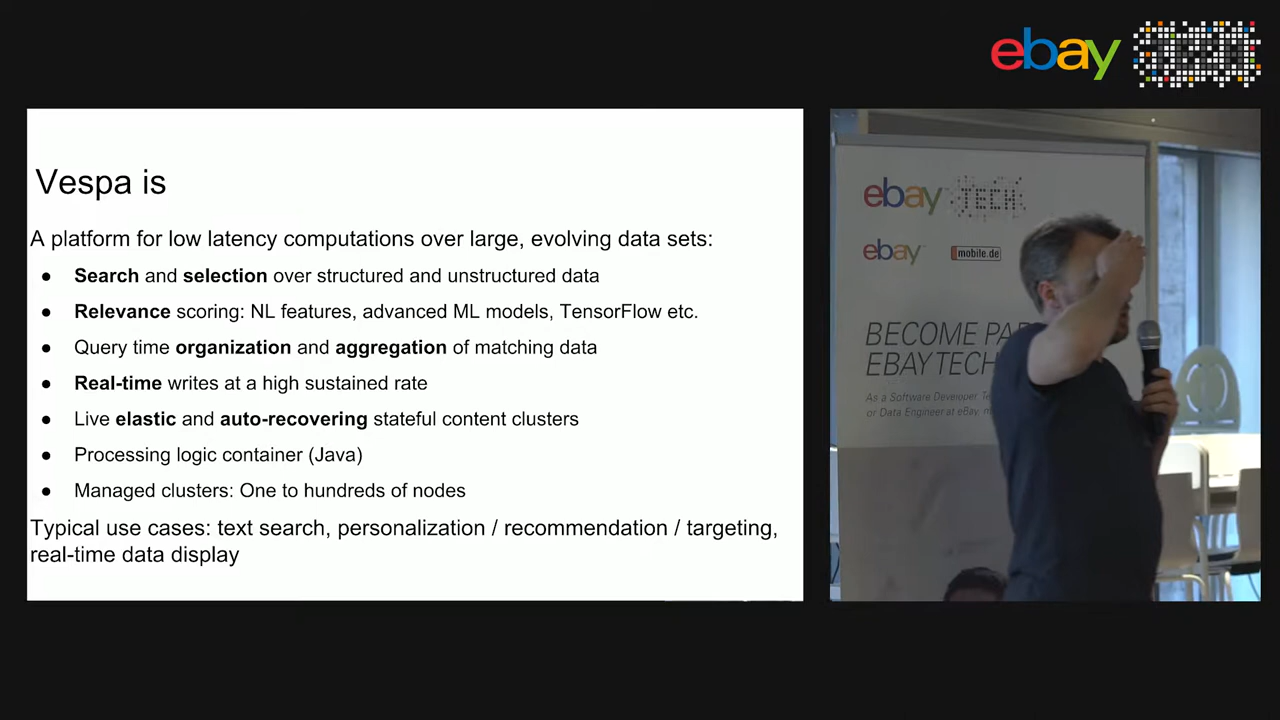 ebay
Vespa is
A platform for low latency computations over large, evolving data sets:
● Search and selection over structured and unstructured data
● Relevance scoring: NL features, advanced ML models, TensorFlow etc.
● Query time organization and aggregation of matching data
● Real-time writes at a high sustained rate
● Live elastic and auto-recovering stateful content clusters
● Processing logic container (Java)
● Managed clusters: One to hundreds of nodes
Typical use cases: text search, personalization / recommendation / targeting,
real-time data display
ebay TECH
ebay mobile.de
BECOME PA
EBAY TECH
As a Software Developer
or Data Engineer at eBay